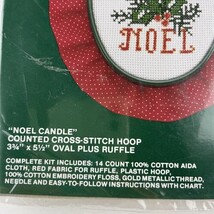 NOEL
"NOEL CANDLE"
COUNTED CROSS-STITCH HOOP
3¾" x 5½" OVAL PLUS RUFFLE
COMPLETE KIT INCLUDES: 14 COUNT 100% COTTON AIDA
CLOTH, RED FABRIC FOR RUFFLE, PLASTIC HOOP,
100% COTTON EMBROIDERY FLOSS, GOLD METALLIC THREAD,
NEEDLE AND EASY-TO-FOLLOW INSTRUCTIONS WITH CHART.